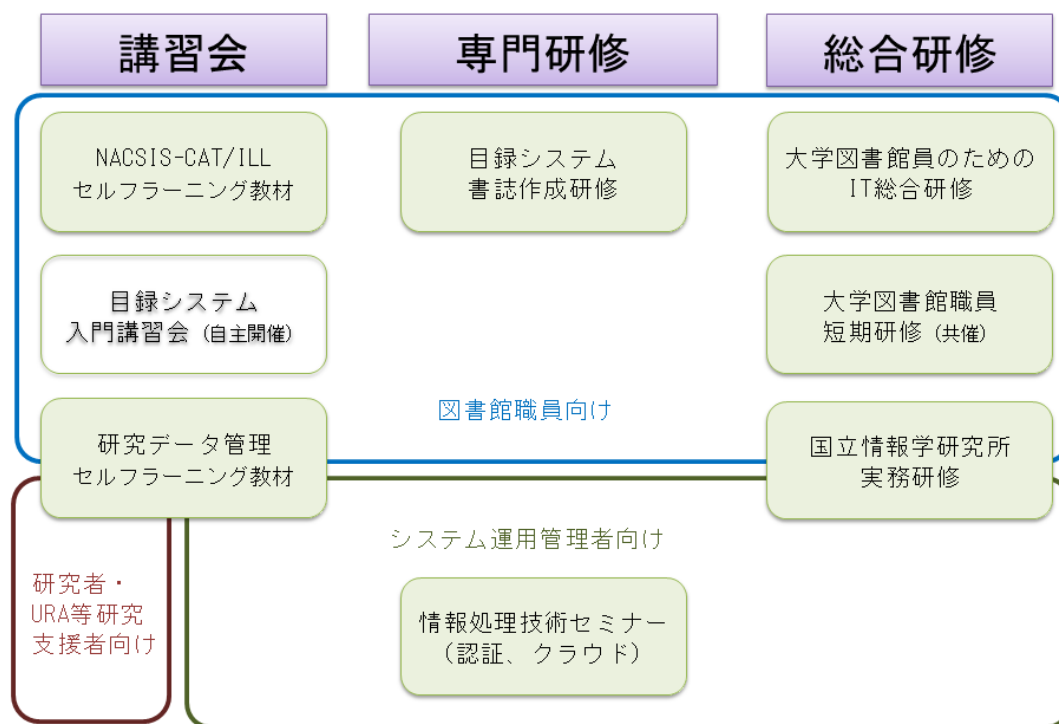 講習会
専門研修
総合研修
NACSIS-CAT/ILL
セルフラーニング教材
目録システム
書誌作成研修
大学図書館員のための
IT総合研修
目録システム
入門講習会（自主開催）
大学図書館職員
短期研修（共催）
図書館職員向け
研究データ管理
セルフラーニング教材
国立情報学研究所
実務研修
システム運用管理者向け
研究者・
URA等研究
支援者向け
情報処理技術セミナー
（認証、クラウド）